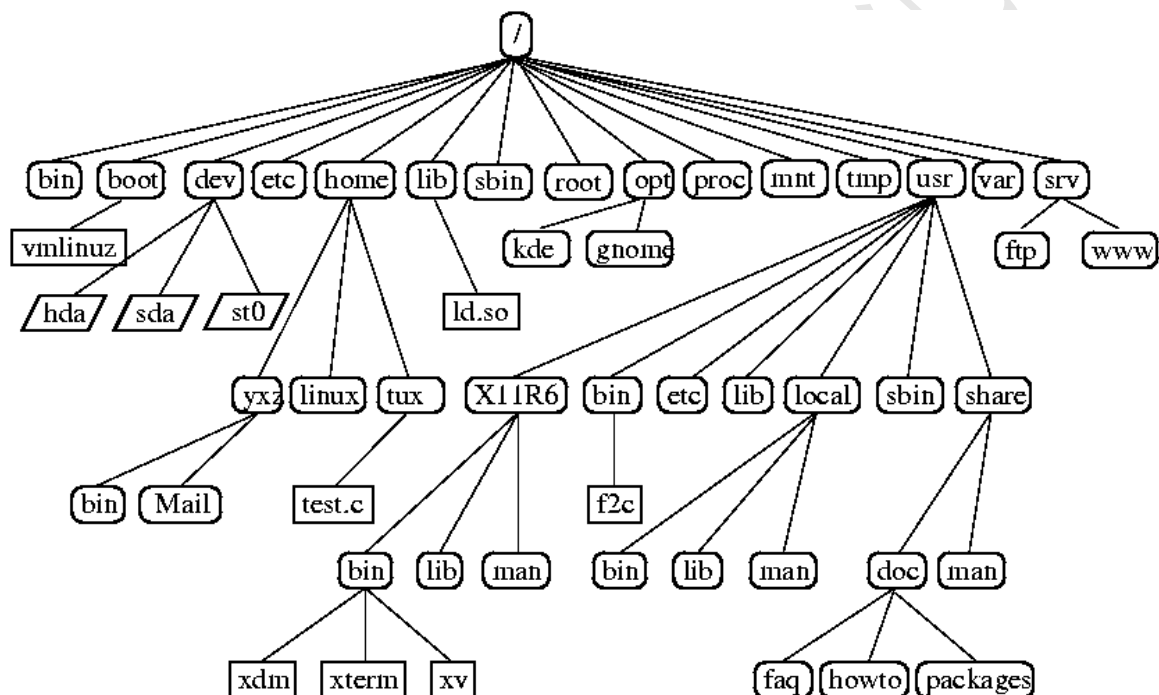 /
bin boot dev etc home lib sbin root opt proc mnt tmp usr var srv
vmlinuz kde gnome ftp www
hda sda st0 ld.so
yxz linux tux X11R6 bin etc lib local sbin share
bin Mail test.c f2c
bin lib man bin lib man doc man
xdm xterm xv faq howto packages